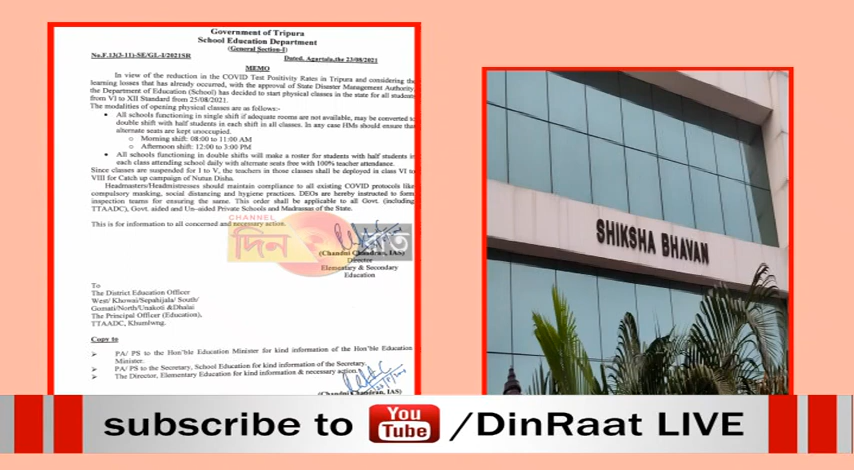 Government of Tripura
School Education Department
(General Section-I)
No.F.13(3-11)-SE/GL-I/2021SR
Dated, Agartala,the 23/08/2021
MEMO
In view of the reduction in the COVID Test Positivity Rates in Tripura and considering the
learning losses that has already occurred, with the approval of State Disaster Management Authority,
the Department of Education (School) has decided to start physical classes in the state for all students
from VI to XII Standard from 25/08/2021.
The modalities of opening physical classes are as follows:-
• All schools functioning in single shift if adequate rooms are not available, may be converted to
double shift with half students in each shift in all classes. In any case HMs should ensure that
alternate seats are kept unoccupied.
o Morning shift: 08:00 to 11:00 AM
o Afternoon shift: 12:00 to 3:00 PM
• All schools functioning in double shifts will make a roster for students with half students in
each class attending school daily with alternate seats free with 100% teacher attendance.
Since classes are suspended for I to V, the teachers in those classes shall be deployed in class VI to
VIII for Catch up campaign of Natun Disha.
Headmasters/Headmistresses should maintain compliance to all existing COVID protocols like
compulsory masking, social distancing and hygiene practices. DEOs are hereby instructed to form
inspection teams for ensuring the same. This order shall be applicable to all Govt. (including
TTAADC), Govt. aided and Un-aided Private Schools and Madrasas of the State.
This is for information to all concerned and necessary action.
CHANNEL
দিন রাত
(Chandni Chandran, IAS)
Director
Elementary & Secondary
Education
To
The District Education Officer
West/ Khowai/Sepahijala/ South/
Gomati/North/Unakoti &Dhalai
The Principal Officer (Education),
TTAADC, Khumlwng.
Copy to
➢ PA/ PS to the Hon'ble Education Minister for kind information of the Hon'ble Education
Minister.
➢ PA/ PS to the Secretary, School Education for kind information of the Secretary.
➢ The Director, Elementary Education for kind information & necessary action.
(Chandni Chandran, IAS)
SHIKSHA BHAVAN
subscribe to You Tube /DinRaat LIVE